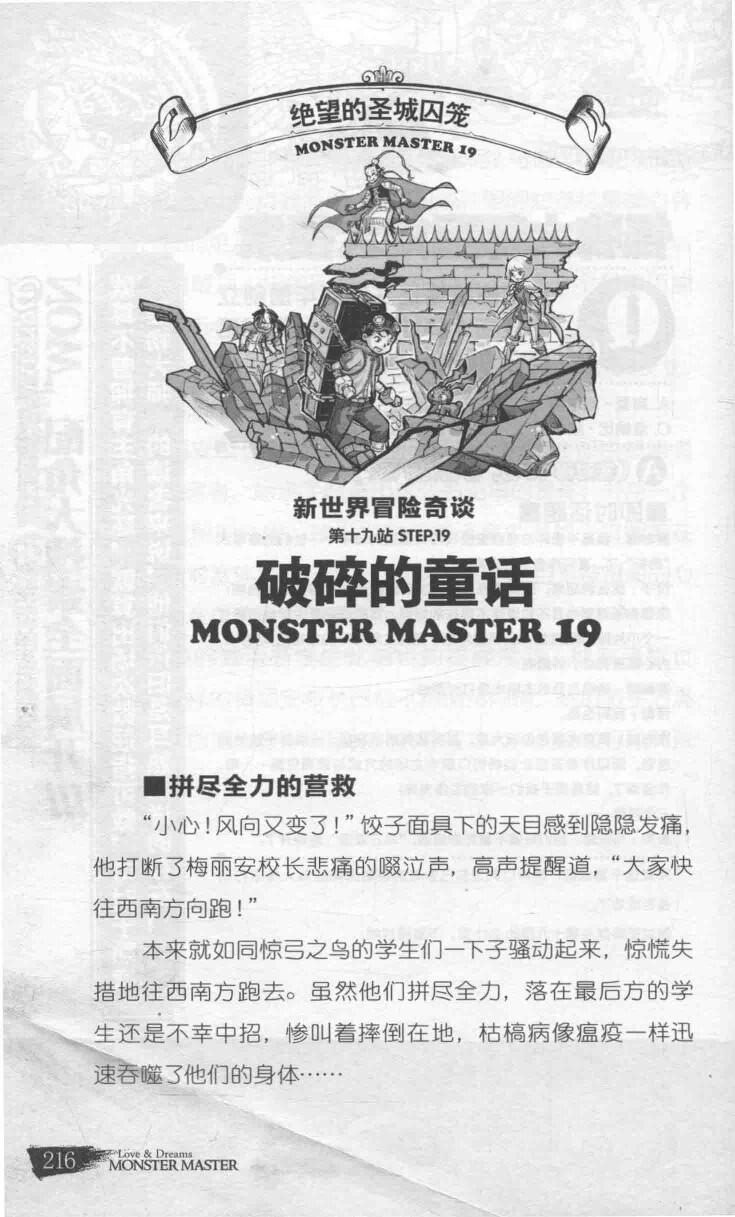 绝望的圣城囚笼
MONSTER MASTER 19
新世界冒险奇谈
第十九站 STEP.19
破碎的童话
MONSTER MASTER 19
■拼尽全力的营救
“小心！风向又变了！”饺子面具下的天目感到隐隐发痛，
他打断了梅丽安校长悲痛的啜泣声，高声提醒道，“大家快
往西南方向跑！”
本来就如同惊弓之鸟的学生们一下子骚动起来，惊慌失
措地往西南方跑去。虽然他们拼尽全力，落在最后方的学
生还是不幸中招，惨叫着摔倒在地，枯槁病像瘟疫一样迅
速吞噬了他们的身体……
216
Love & Dreams
MONSTER MASTER